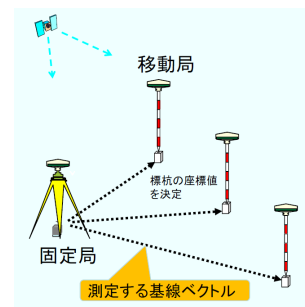 移動局
標杭の座標値
を決定
固定局
測定する基線ベクトル